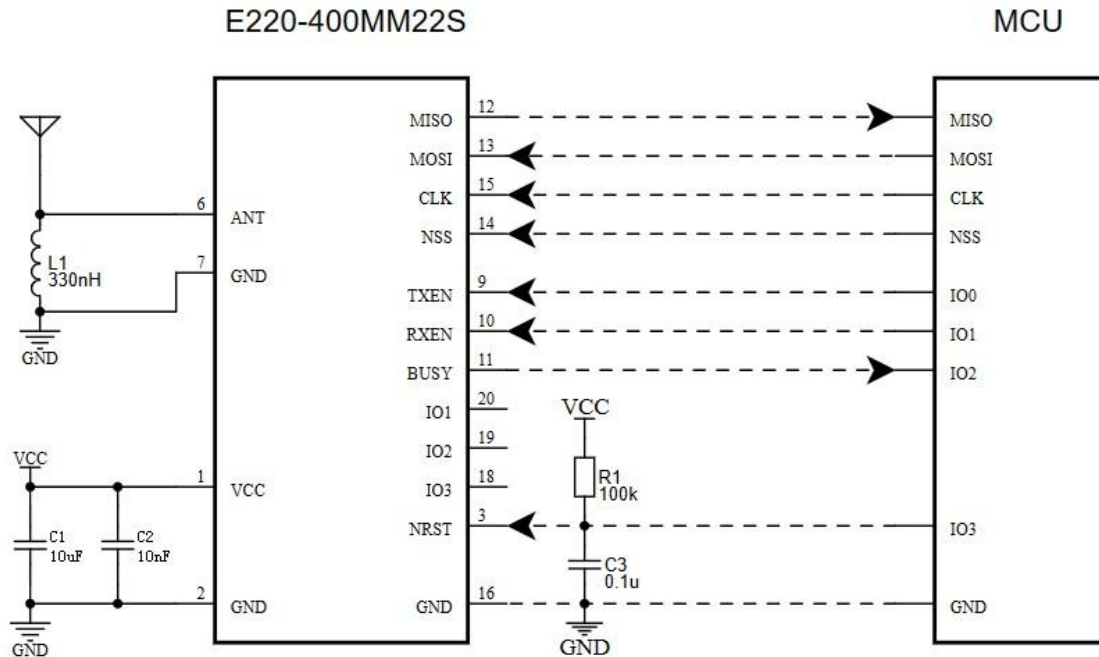 E220-400MM22S
MCU
MISO
12
MISO
MOSI
13
MOSI
CLK
15
CLK
6
ANT
NSS
14
NSS
L1
330nH
7
GND
TXEN
9
IO0
RXEN
10
IO1
GND
BUSY
11
IO2
IO1
20
VCC
IO2
19
VCC
1
VCC
IO3
18
R1
100k
NRST
3
IO3
C1
10uF
C2
10nF
C3
0.1u
2
GND
GND
16
GND
GND
GND